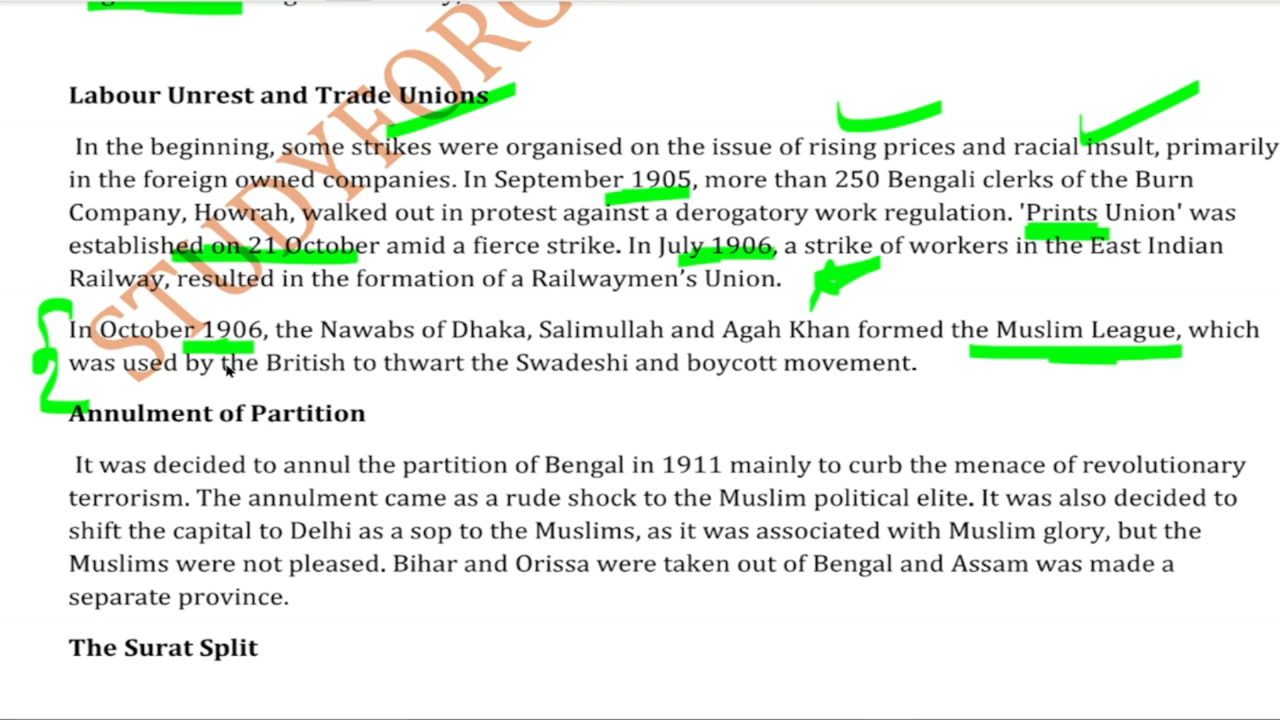 Labour Unrest and Trade Unions
In the beginning, some strikes were organised on the issue of rising prices and racial insult, primarily
in the foreign owned companies. In September 1905, more than 250 Bengali clerks of the Burn
Company, Howrah, walked out in protest against a derogatory work regulation. 'Prints Union' was
established on 21 October amid a fierce strike. In July 1906, a strike of workers in the East Indian
Railway, resulted in the formation of a Railwaymen’s Union.
In October 1906, the Nawabs of Dhaka, Salimullah and Agah Khan formed the Muslim League, which
was used by the British to thwart the Swadeshi and boycott movement.
Annulment of Partition
It was decided to annul the partition of Bengal in 1911 mainly to curb the menace of revolutionary
terrorism. The annulment came as a rude shock to the Muslim political elite. It was also decided to
shift the capital to Delhi as a sop to the Muslims, as it was associated with Muslim glory, but the
Muslims were not pleased. Bihar and Orissa were taken out of Bengal and Assam was made a
separate province.
The Surat Split
STUDYFORC